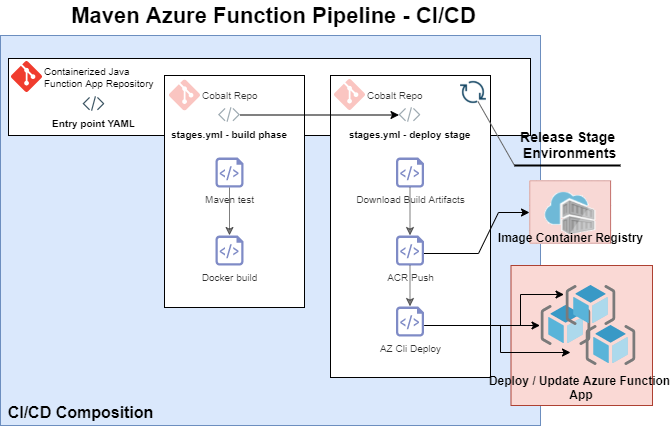 Maven Azure Function Pipeline - CI/CD
Containerized Java
Function App Repository
Entry point YAML
Cobalt Repo
stages.yml - build phase
Maven test
Docker build
Cobalt Repo
stages.yml - deploy stage
Download Build Artifacts
ACR Push
AZ Cli Deploy
Release Stage
Environments
Image Container Registry
Deploy / Update Azure Function
App
CI/CD Composition